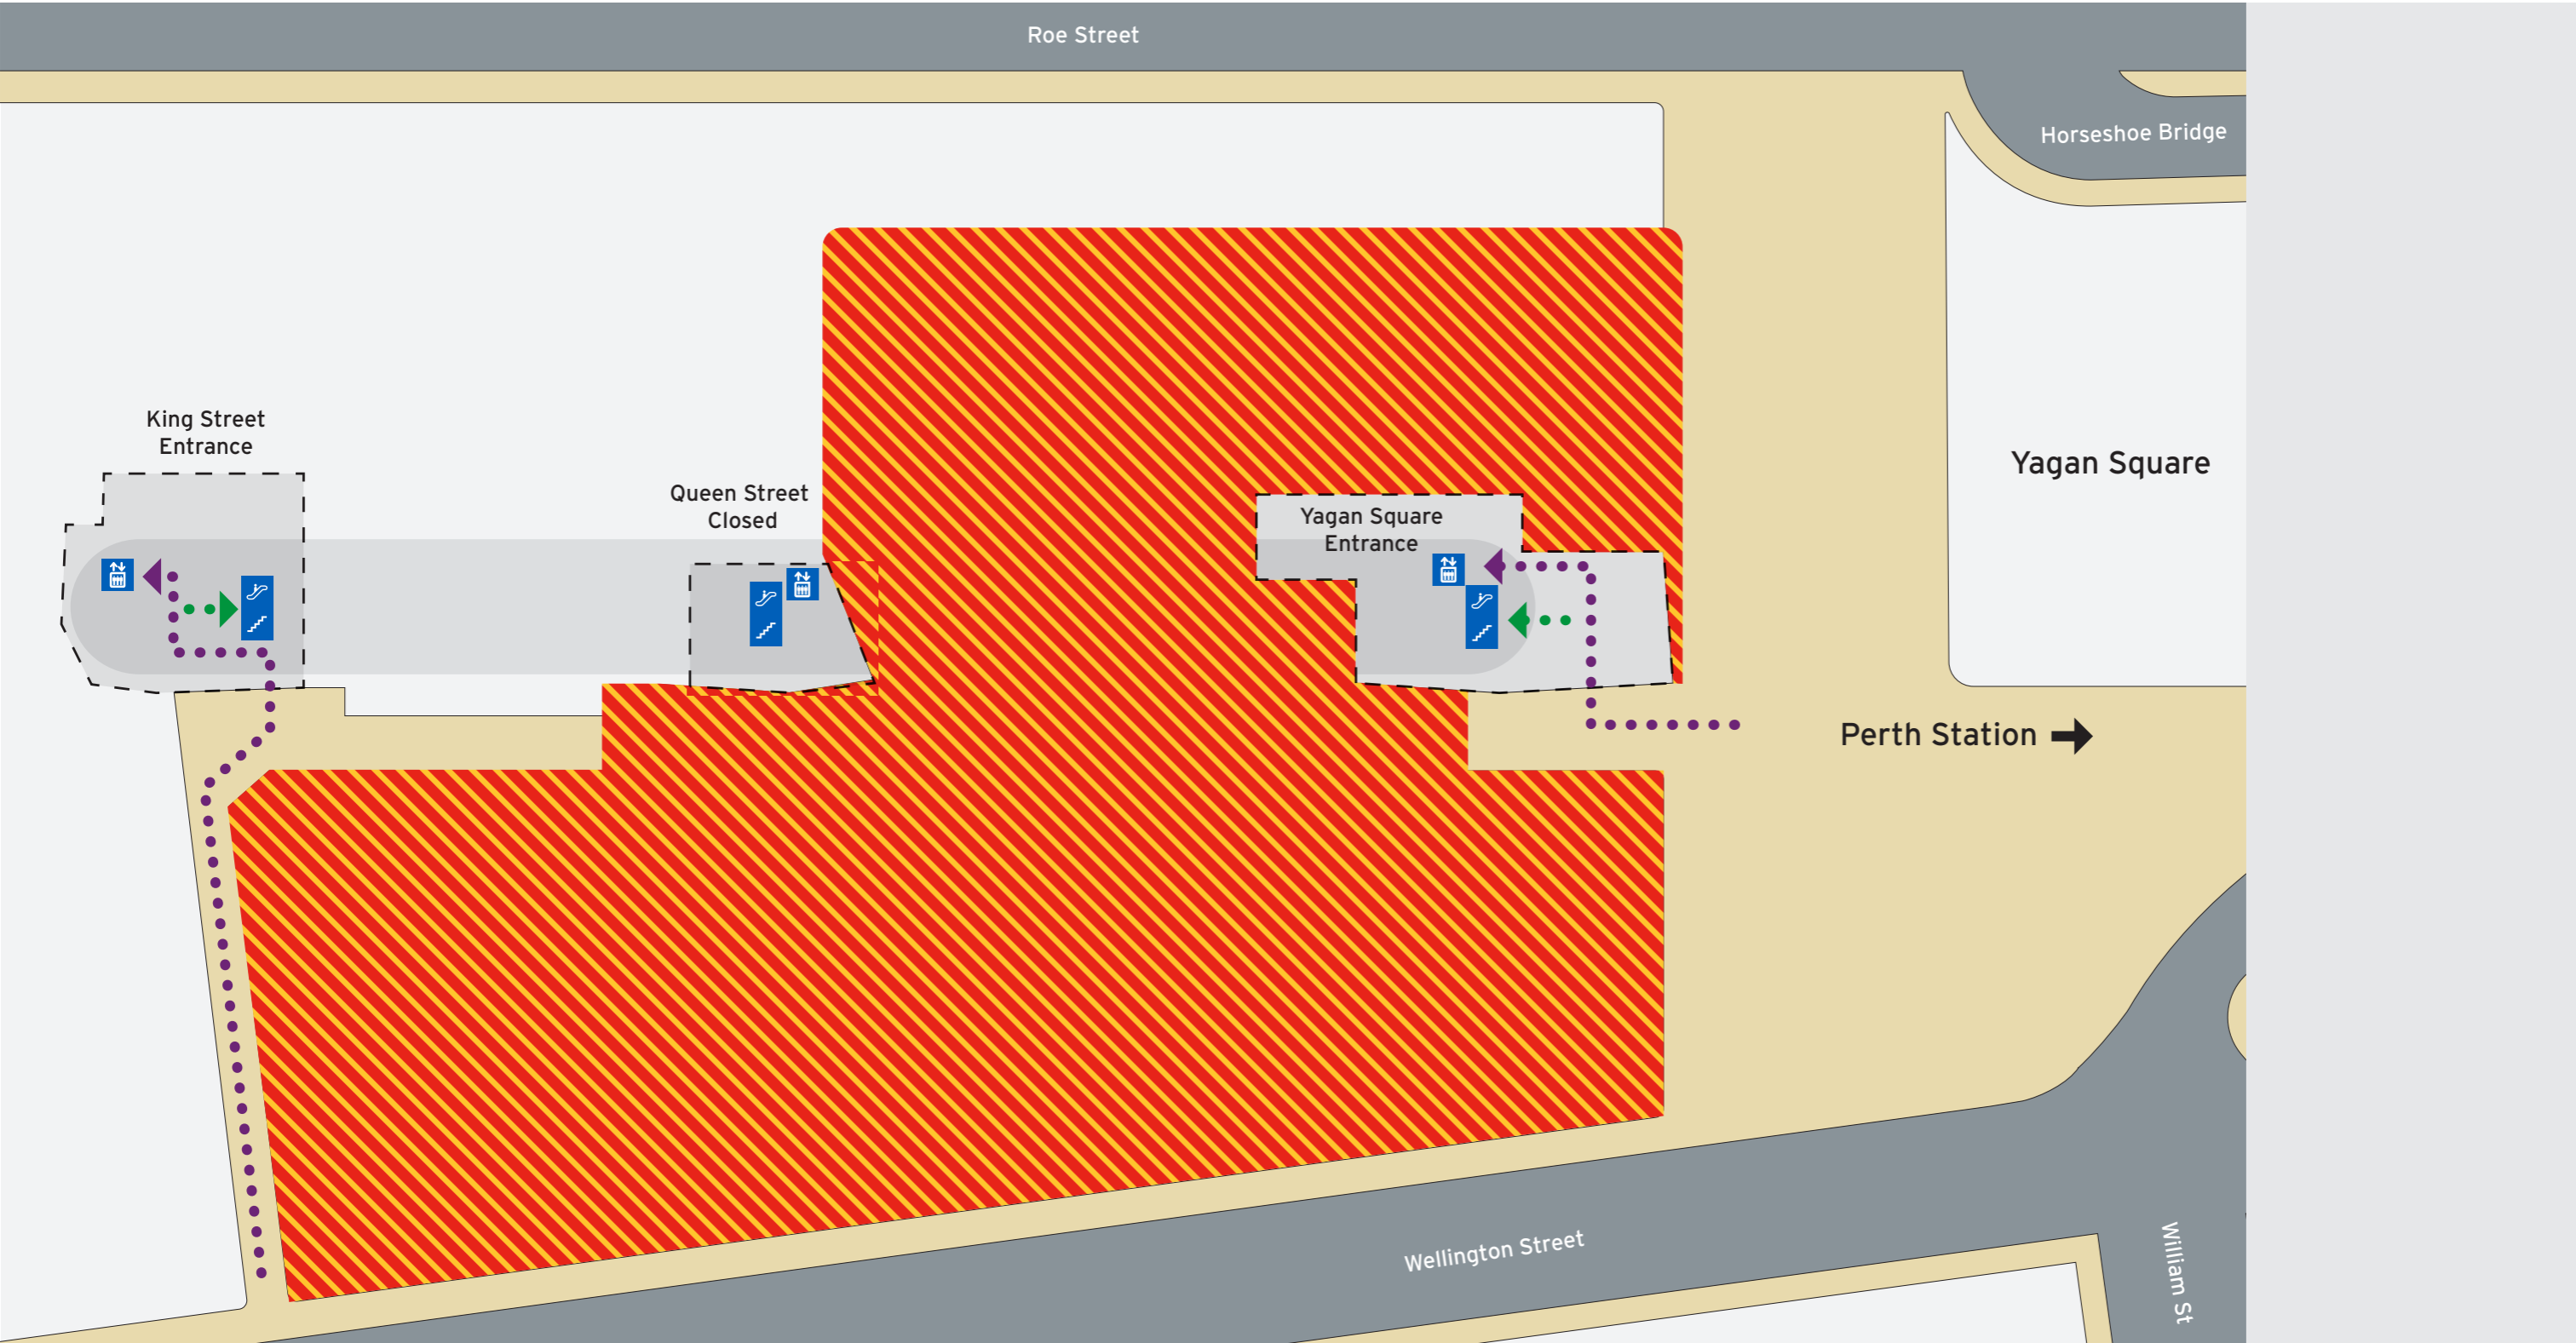 Roe Street
Horseshoe Bridge
King Street
Entrance
Yagan Square
Queen Street
Closed
Yagan Square
Entrance
Perth Station
Wellington Street
William St